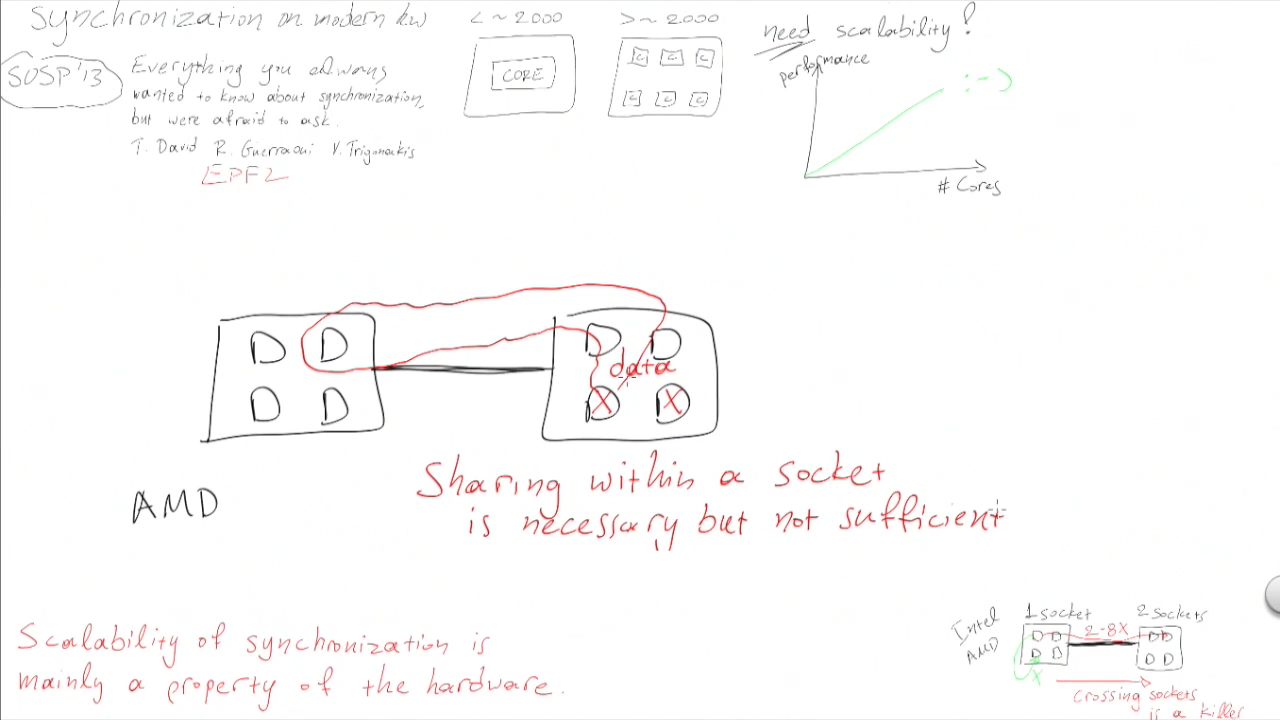 Synchronization on modern hw
< ~ 2000
> ~ 2000
need scalability?
SOSP'13
Everything you always
wanted to know about synchronization,
but were afraid to ask.
T. David R. Guerraoui V. Trigonakis
EPFL
CORE
C C C
C C C
performance
:-)
# Cores
data
X X
AMD
Sharing within a socket
is necessary but not sufficient
Scalability of synchronization is
mainly a property of the hardware.
Intel
AMD
1 socket
2 sockets
2-8X
X
Crossing sockets
is a killer